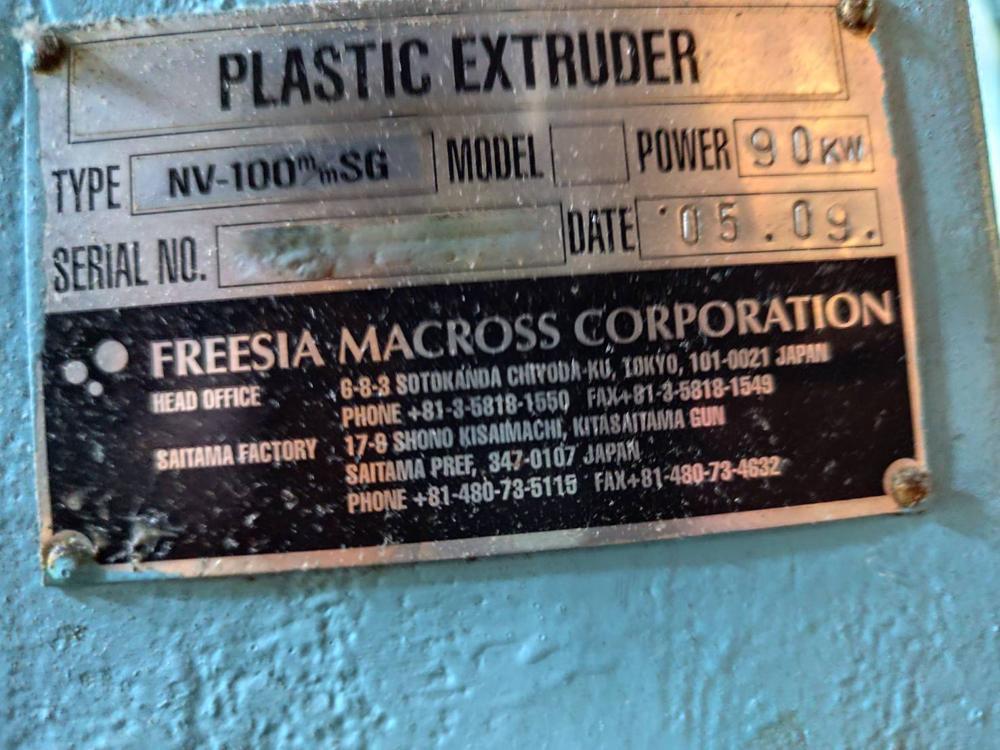 PLASTIC EXTRUDER
TYPE NV-100m/mSG MODEL POWER 90KW
SERIAL NO. DATE '05.09.
FREESIA MACROSS CORPORATION
HEAD OFFICE 6-8-3 SOTOKANDA CHIYODA-KU, TOKYO, 101-0021 JAPAN
PHONE +81-3-5818-1550 FAX+81-3-5818-1549
SAITAMA FACTORY 17-9 SHONO KISAIMACHI, KITASAITAMA GUN
SAITAMA PREF, 347-0107 JAPAN
PHONE +81-480-73-5115 FAX+81-480-73-4632